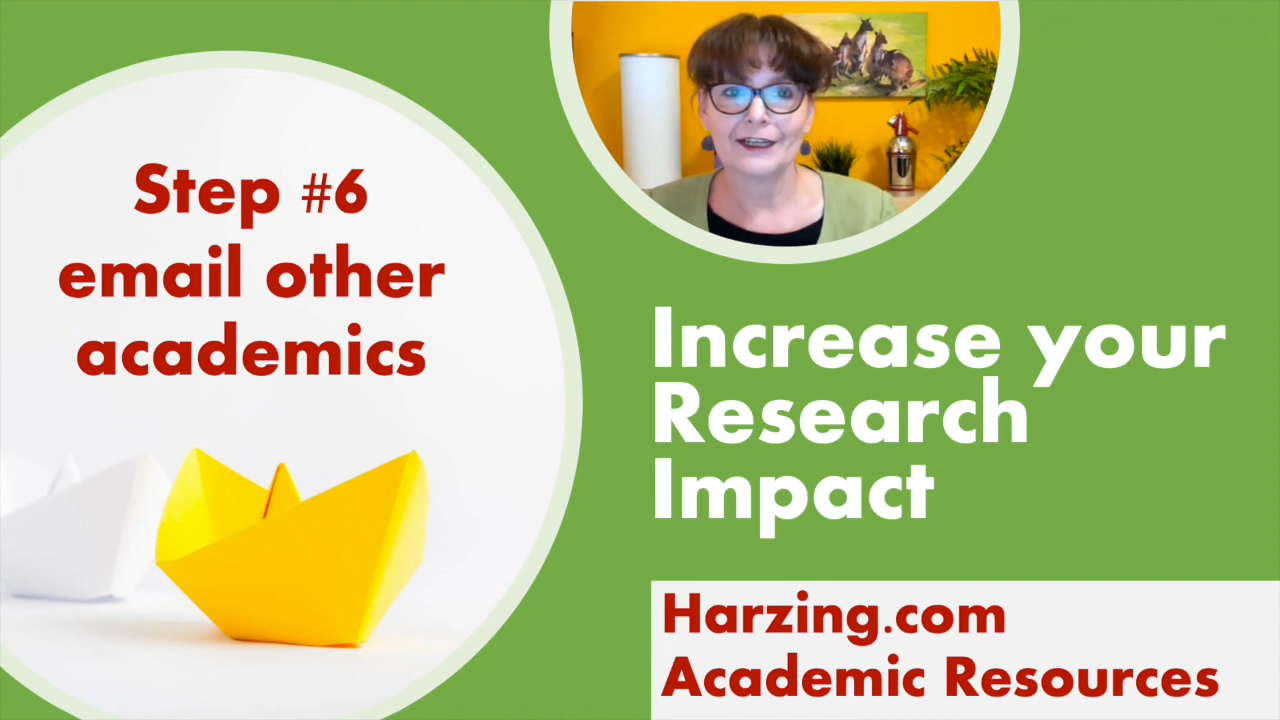 Step #6
email other
academics
Increase your
Research
Impact
Harzing.com
Academic Resources